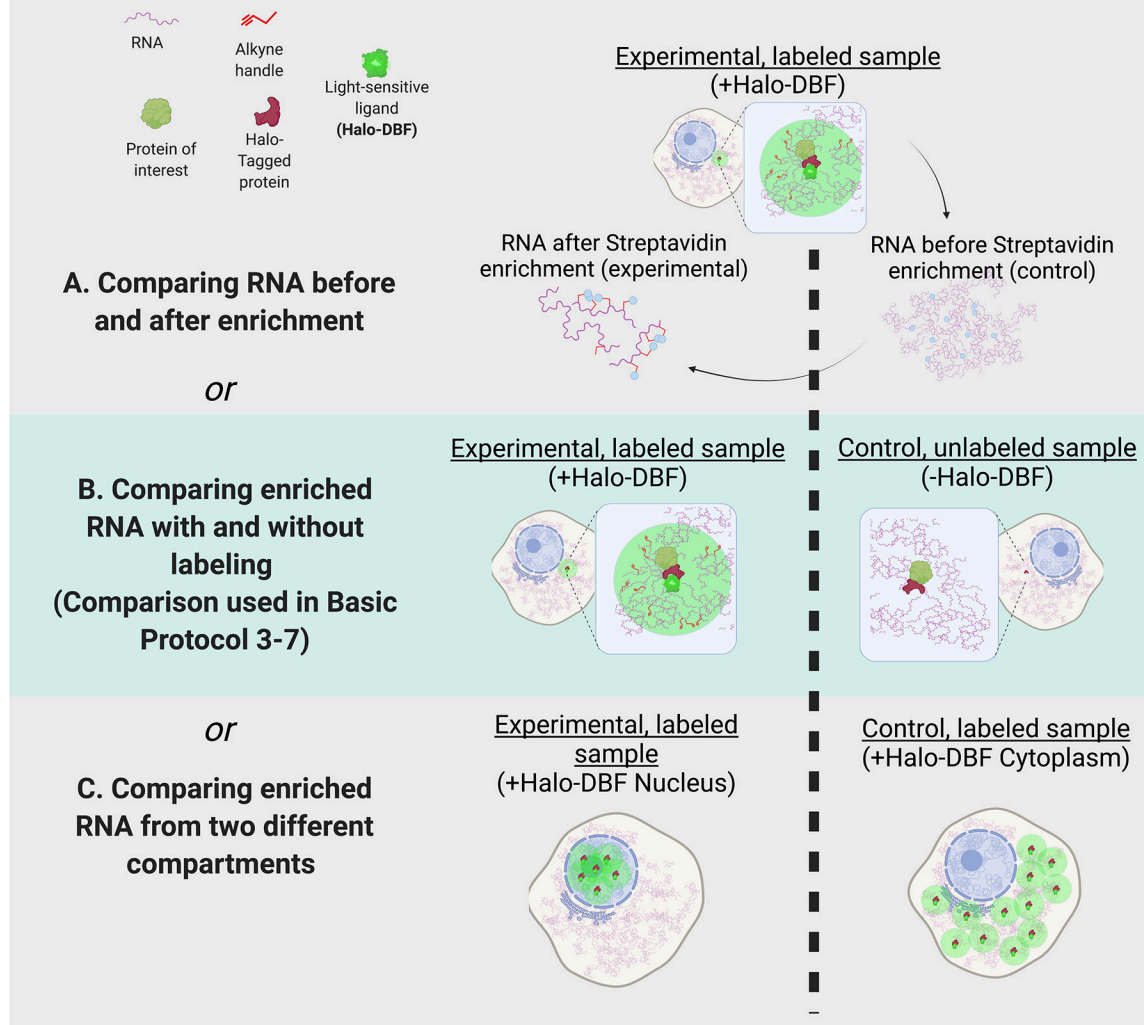 RNA
Alkyne
handle
Light-sensitive
ligand
(Halo-DBF)
Protein of
interest
Halo-
Tagged
protein
Experimental, labeled sample
(+Halo-DBF)
RNA after Streptavidin
enrichment (experimental)
RNA before Streptavidin
enrichment (control)
A. Comparing RNA before
and after enrichment
or
B. Comparing enriched
RNA with and without
labeling
(Comparison used in Basic
Protocol 3-7)
Experimental, labeled sample
(+Halo-DBF)
Control, unlabeled sample
(-Halo-DBF)
or
C. Comparing enriched
RNA from two different
compartments
Experimental, labeled
sample
(+Halo-DBF Nucleus)
Control, labeled sample
(+Halo-DBF Cytoplasm)